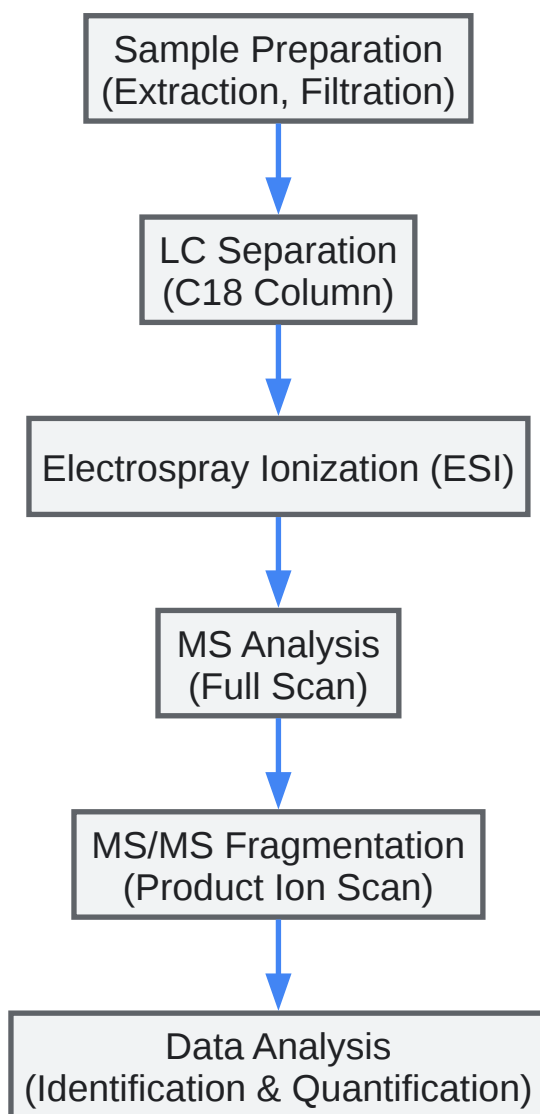 Sample Preparation
(Extraction, Filtration)
LC Separation
(C18 Column)
Electrospray Ionization (ESI)
MS Analysis
(Full Scan)
MS/MS Fragmentation
(Product Ion Scan)
Data Analysis
(Identification & Quantification)